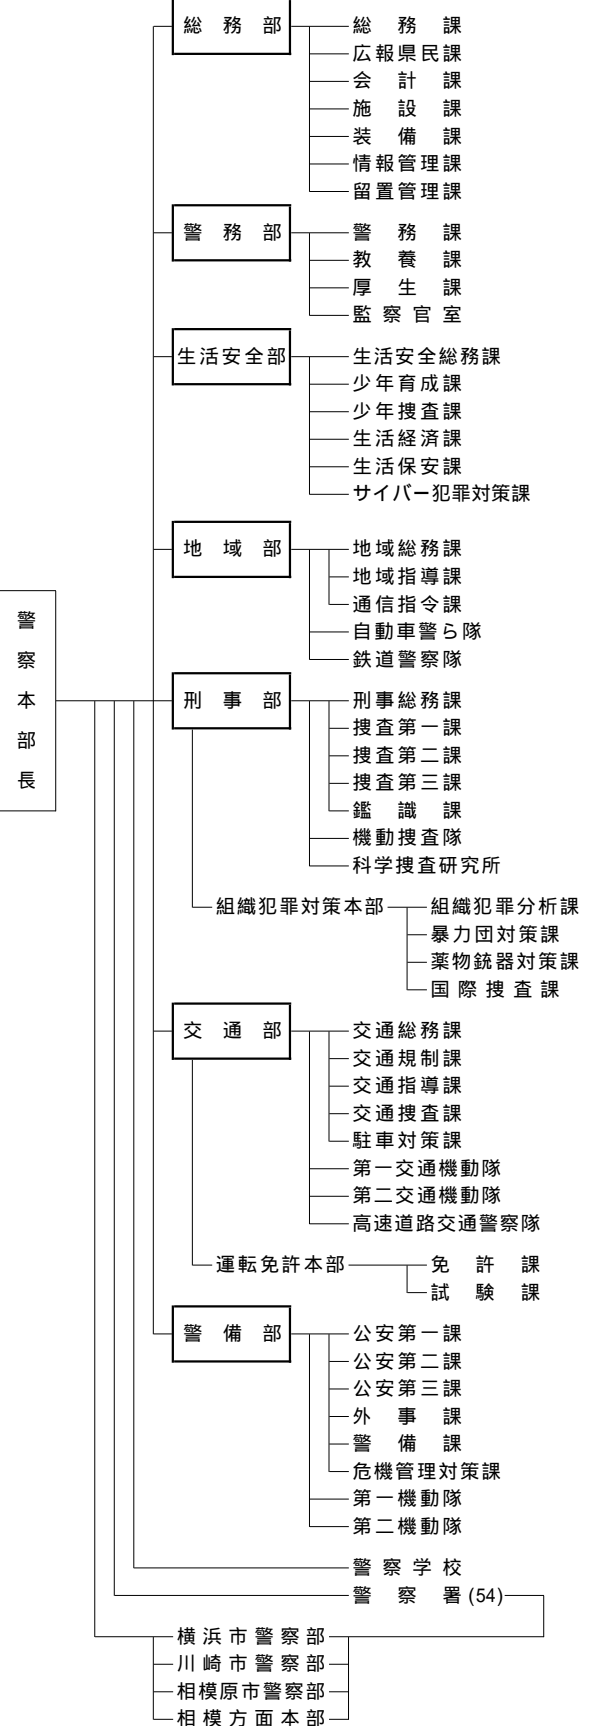 警察本部長
総務部
総務課
広報県民課
会計課
施設課
装備課
情報管理課
留置管理課
警務部
警務課
教養課
厚生課
監察官室
生活安全部
生活安全総務課
少年育成課
少年捜査課
生活経済課
生活保安課
サイバー犯罪対策課
地域部
地域総務課
地域指導課
通信指令課
自動車警ら隊
鉄道警察隊
刑事部
刑事総務課
捜査第一課
捜査第二課
捜査第三課
鑑識課
機動捜査隊
科学捜査研究所
組織犯罪対策本部
組織犯罪分析課
暴力団対策課
薬物銃器対策課
国際捜査課
交通部
交通総務課
交通規制課
交通指導課
交通捜査課
駐車対策課
第一交通機動隊
第二交通機動隊
高速道路交通警察隊
運転免許本部
免許課
試験課
警備部
公安第一課
公安第二課
公安第三課
外事課
警備課
危機管理対策課
第一機動隊
第二機動隊
警察学校
警察署(54)
横浜市警察部
川崎市警察部
相模原市警察部
相模方面本部